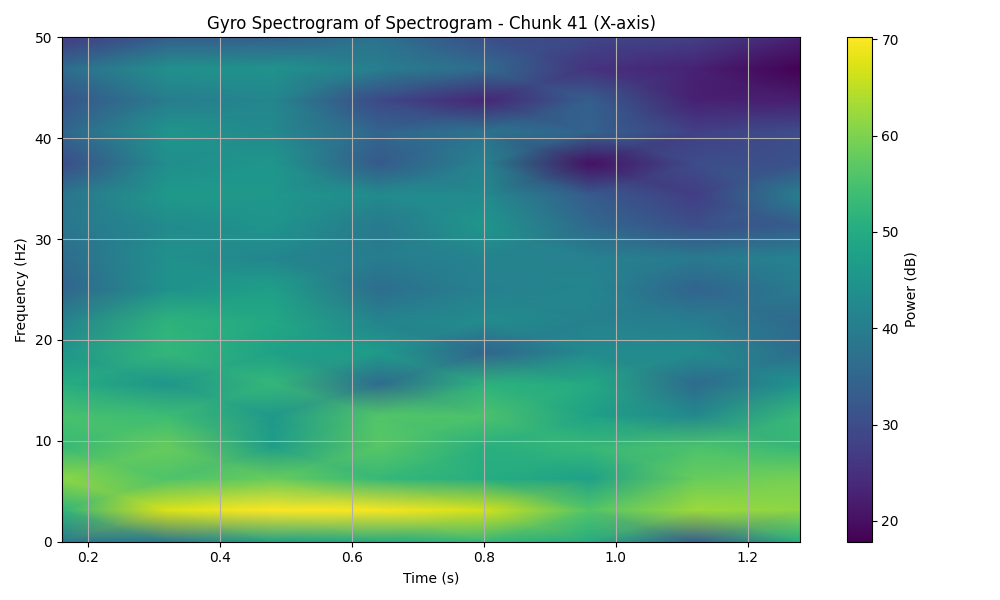 Gyro Spectrogram of Spectrogram - Chunk 41 (X-axis)
50
40
30
20
10
0
Frequency (Hz)
0.2 0.4 0.6 0.8 1.0 1.2
Time (s)
70
60
50
40
30
20
Power (dB)